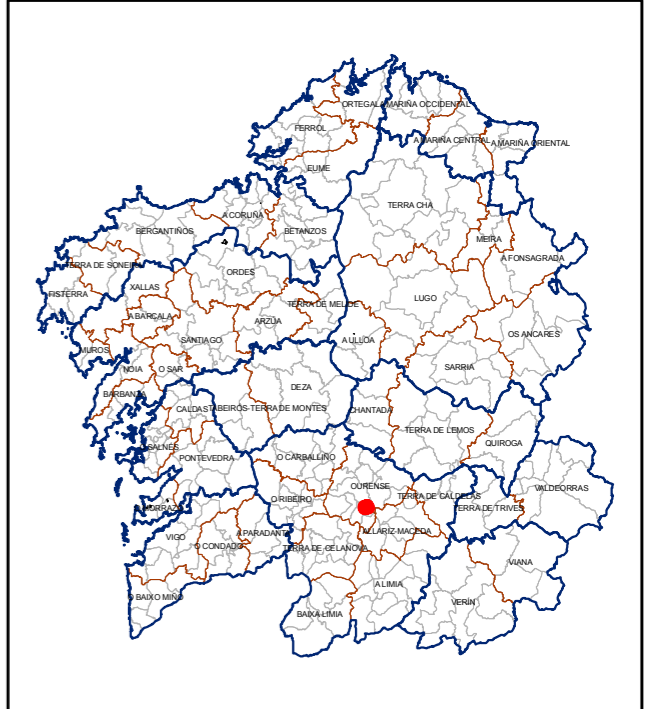 ORTEGAL
A MARIÑA OCCIDENTAL
FERROL
A MARIÑA CENTRAL
A MARIÑA ORIENTAL
EUME
TERRA CHA
A CORUÑA
BERGANTIÑOS
BETANZOS
MEIRA
A FONSAGRADA
TERRA DE SONEIRA
ORDES
XALLAS
FISTERRA
LUGO
TERRA DE MELIDE
A BARCALA
ARZÚA
OS ANCARES
SANTIAGO
A ULLOA
MUROS
NOIA
O SAR
SARRIA
DEZA
BARBANZA
CALDAS
TABEIRÓS-TERRA DE MONTES
CHANTADA
TERRA DE LEMOS
QUIROGA
O SALNÉS
PONTEVEDRA
O CARBALLIÑO
OURENSE
VALDEORRAS
TERRA DE CALDELAS
O RIBEIRO
O MORRAZO
TERRA DE TRIVES
ALLARIZ-MACEDA
A PARADANTA
VIGO
O CONDADO
TERRA DE CELANOVA
VIANA
A LIMIA
O BAIXO MIÑO
VERÍN
BAIXA LIMIA